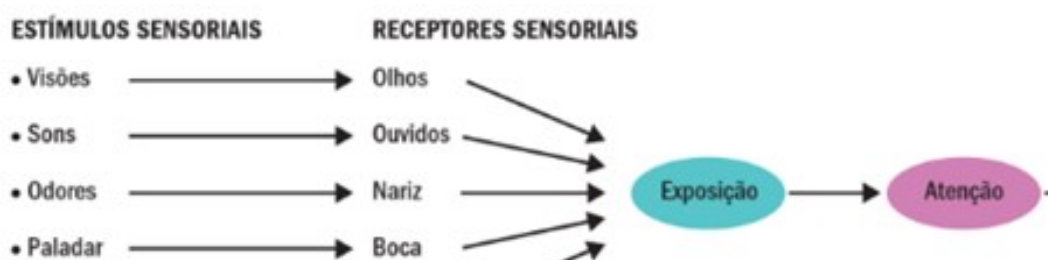 ESTÍMULOS SENSORIAIS RECEPTORES SENSORIAIS
• Visões Olhos
• Sons Ouvidos
• Odores Nariz Exposição Atenção
• Paladar Boca